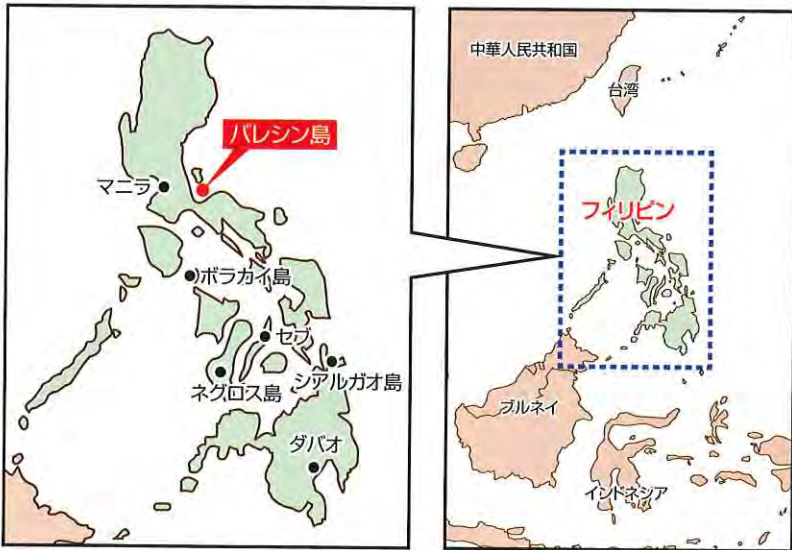 バレシン島
マニラ
ボラカイ島
セブ
シアルガオ島
ネグロス島
ダバオ
中華人民共和国
台湾
フィリピン
ブルネイ
インドネシア